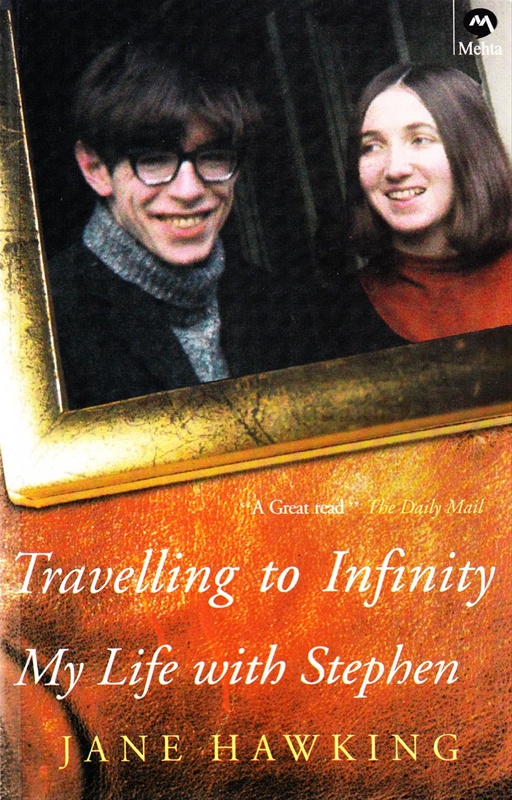 Mehta
"A Great read" The Daily Mail
Travelling to Infinity
My Life with Stephen
JANE HAWKING